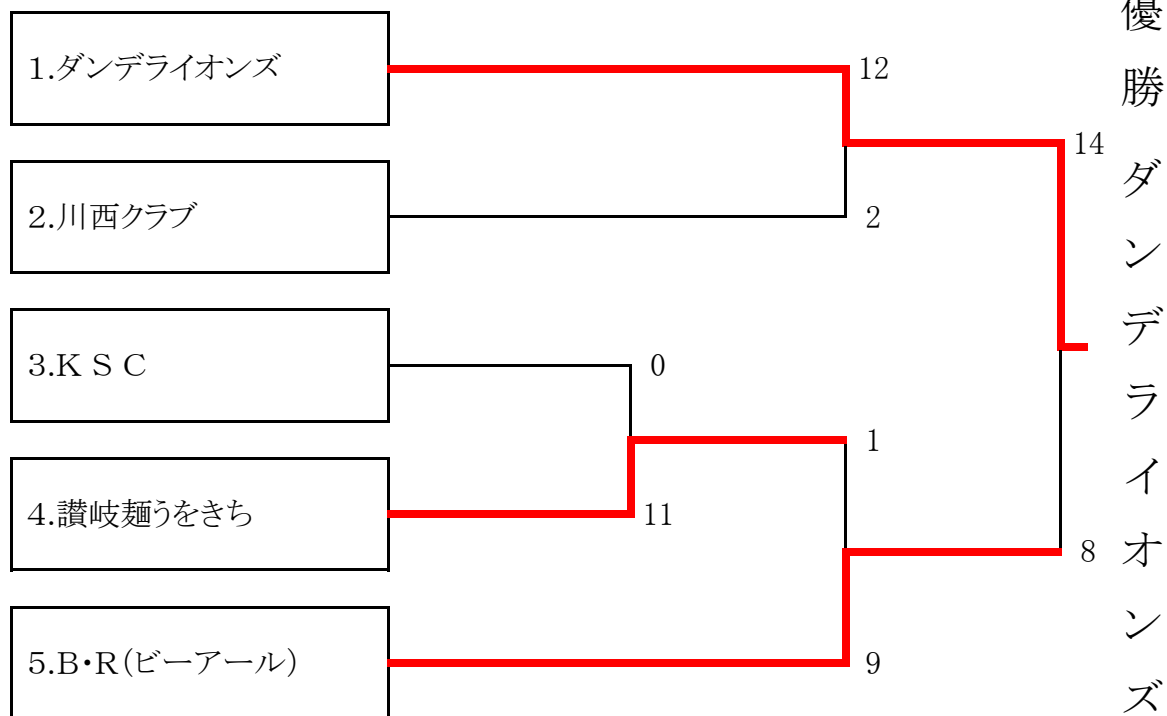 1.ダンデライオンズ
12
14
2.川西クラブ
2
3.K S C
0
1
4.讃岐麺うをきち
11
8
5.B・R(ビーアール)
9
優勝 ダンデライオンズ